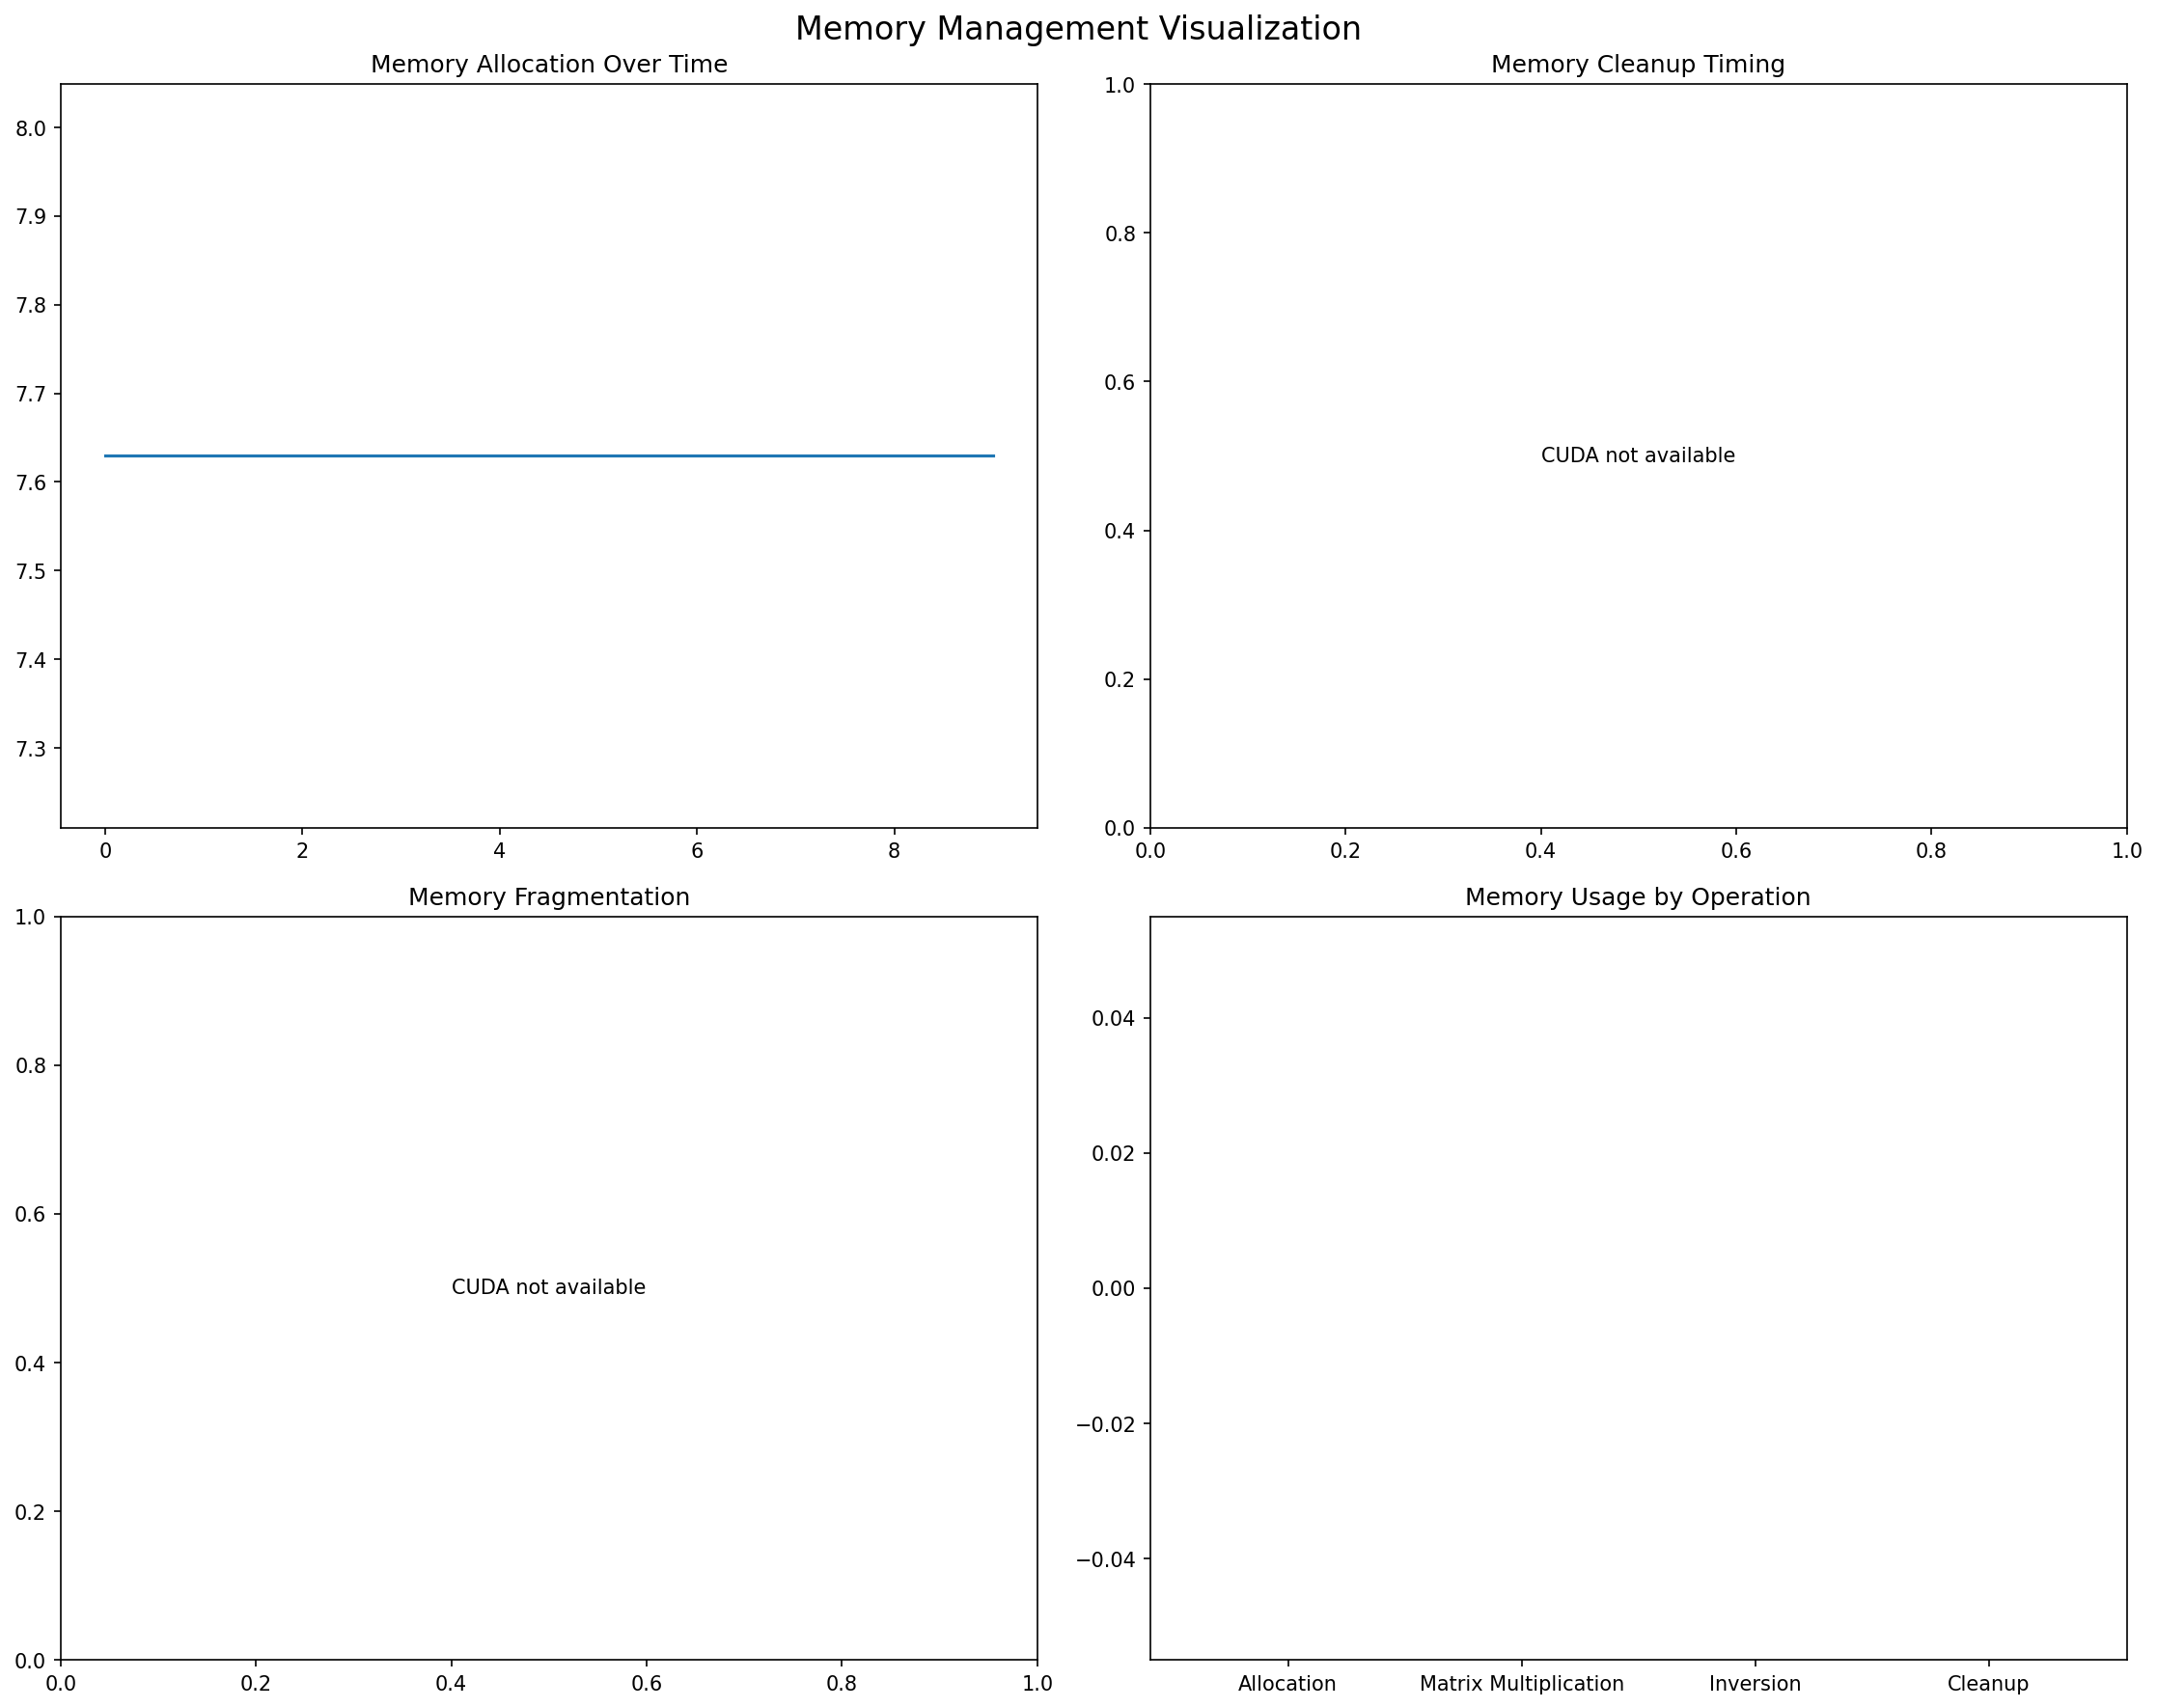 Memory Management Visualization
Memory Allocation Over Time
8.0
7.9
7.8
7.7
7.6
7.5
7.4
7.3
0 2 4 6 8
Memory Cleanup Timing
1.0
0.8
0.6
CUDA not available
0.4
0.2
0.0
0.0 0.2 0.4 0.6 0.8 1.0
Memory Fragmentation
1.0
0.8
0.6
CUDA not available
0.4
0.2
0.0
0.0 0.2 0.4 0.6 0.8 1.0
Memory Usage by Operation
0.04
0.02
0.00
−0.02
−0.04
Allocation Matrix Multiplication Inversion Cleanup